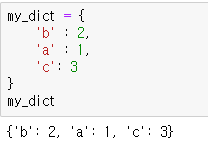 my_dict = {
    'b' : 2,
    'a' : 1,
    'c': 3
}
my_dict
{'b': 2, 'a': 1, 'c': 3}